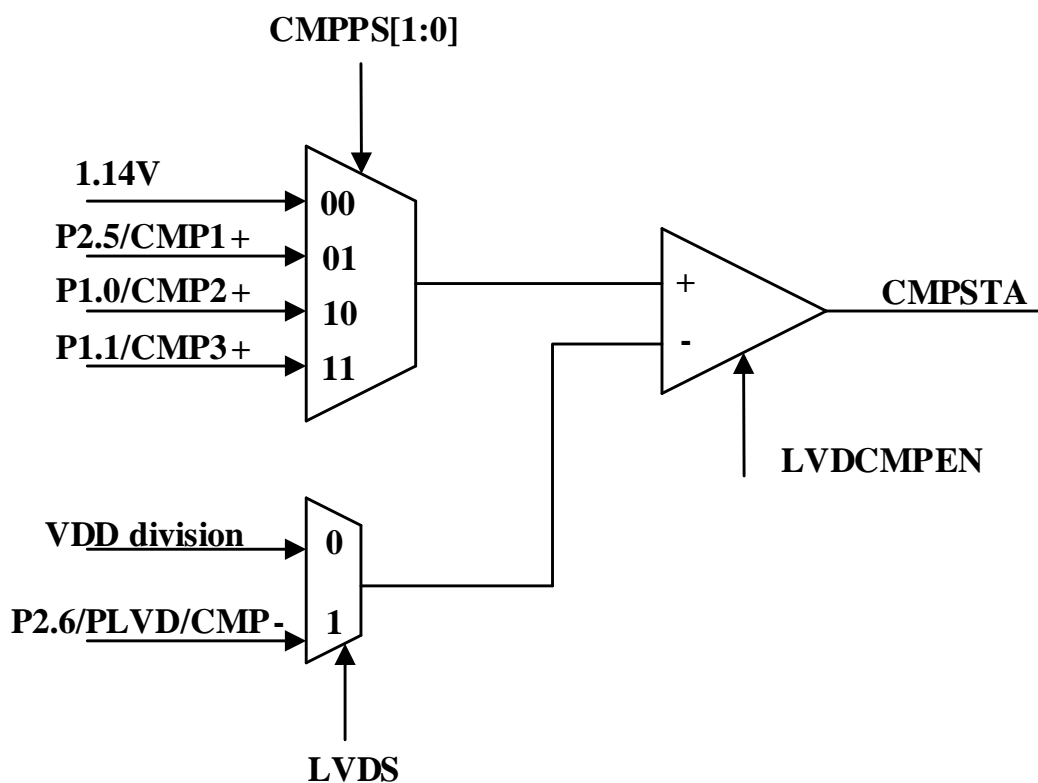 CMPPS[1:0]
1.14V
00
P2.5/CMP1+
01
P1.0/CMP2+
10
P1.1/CMP3+
11
+
-
CMPSTA
LVDCMPEN
VDD division
0
P2.6/PLVD/CMP-
1
LVDS